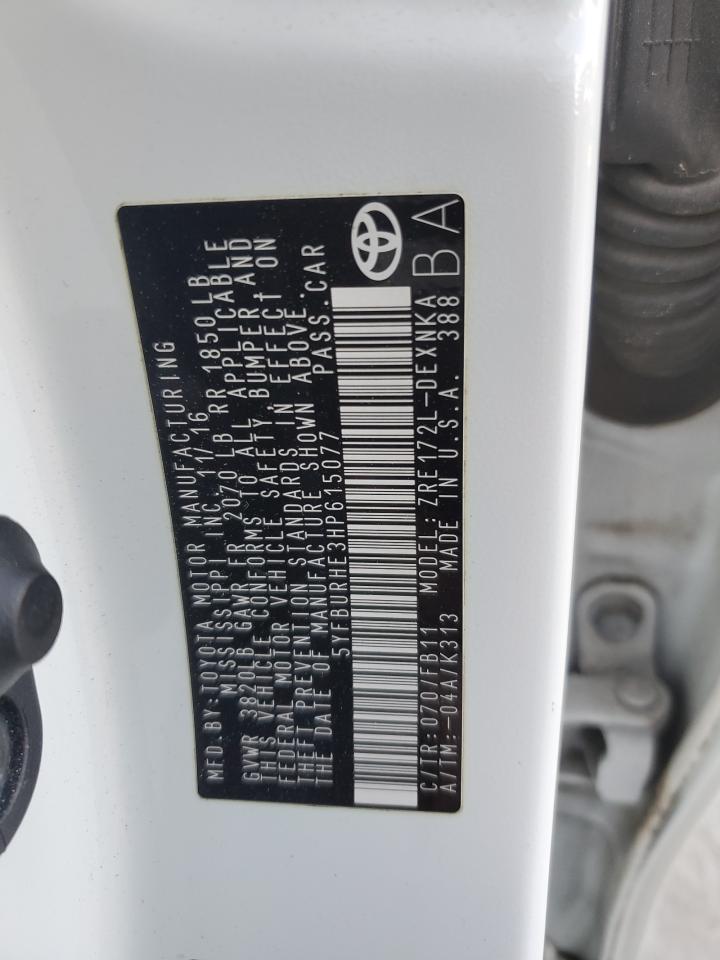 MFD. BY: TOYOTA MOTOR MANUFACTURING
MISSISSIPPI INC. 11/16
GVWR 3820LB GAWR FR 2070 LB RR 1850 LB
THIS VEHICLE CONFORMS TO ALL APPLICABLE
FEDERAL MOTOR VEHICLE SAFETY, BUMPER, AND
THEFT PREVENTION STANDARDS IN EFFECT ON
THE DATE OF MANUFACTURE SHOWN ABOVE.
5YFBURHE3HP615077 PASS. CAR
C/TR: 070/FB11 MODEL: ZRE172L-DEXNKA
A/TM: -04A/K313 MADE IN U.S.A. 388
BA